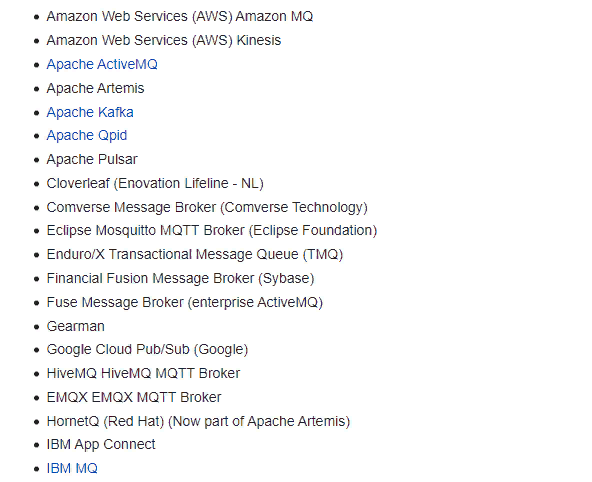 Amazon Web Services (AWS) Amazon MQ
Amazon Web Services (AWS) Kinesis
Apache ActiveMQ
Apache Artemis
Apache Kafka
Apache Qpid
Apache Pulsar
Cloverleaf (Enovation Lifeline - NL)
Comverse Message Broker (Comverse Technology)
Eclipse Mosquitto MQTT Broker (Eclipse Foundation)
Enduro/X Transactional Message Queue (TMQ)
Financial Fusion Message Broker (Sybase)
Fuse Message Broker (enterprise ActiveMQ)
Gearman
Google Cloud Pub/Sub (Google)
HiveMQ HiveMQ MQTT Broker
EMQX EMQX MQTT Broker
HornetQ (Red Hat) (Now part of Apache Artemis)
IBM App Connect
IBM MQ